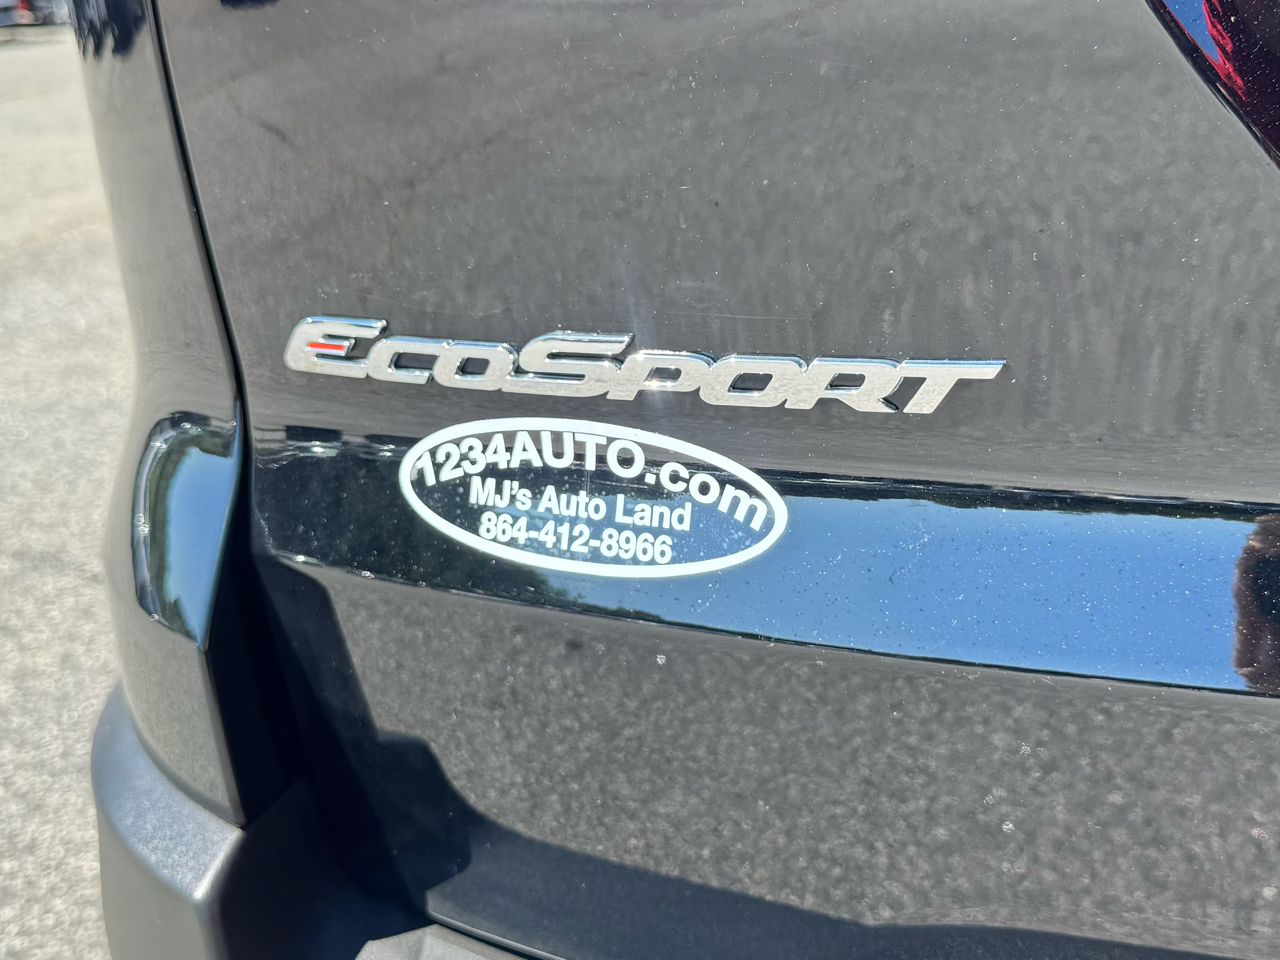 EcoSport
1234AUTO.com
MJ's Auto Land
864-412-8966